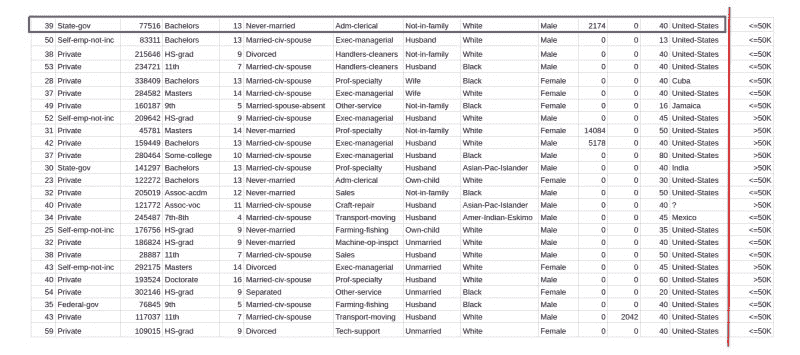 39 State-gov 77516 Bachelors 13 Never-married Adm-clerical Not-in-family White Male 2174 0 40 United-States <=50K
50 Self-emp-not-inc 83311 Bachelors 13 Married-civ-spouse Exec-managerial Husband White Male 0 0 13 United-States <=50K
38 Private 215646 HS-grad 9 Divorced Handlers-cleaners Not-in-family White Male 0 0 40 United-States <=50K
53 Private 234721 11th 7 Married-civ-spouse Handlers-cleaners Husband Black Male 0 0 40 United-States <=50K
28 Private 338409 Bachelors 13 Married-civ-spouse Prof-specialty Wife Black Female 0 0 40 Cuba <=50K
37 Private 284582 Masters 14 Married-civ-spouse Exec-managerial Wife White Female 0 0 40 United-States <=50K
49 Private 160187 9th 5 Married-spouse-absent Other-service Not-in-family Black Female 0 0 16 Jamaica <=50K
52 Self-emp-not-inc 209642 HS-grad 9 Married-civ-spouse Exec-managerial Husband White Male 0 0 45 United-States >50K
31 Private 45781 Masters 14 Never-married Prof-specialty Not-in-family White Female 14084 0 50 United-States >50K
42 Private 159449 Bachelors 13 Married-civ-spouse Exec-managerial Husband White Male 5178 0 40 United-States >50K
37 Private 280464 Some-college 10 Married-civ-spouse Exec-managerial Husband Black Male 0 0 80 United-States >50K
30 State-gov 141297 Bachelors 13 Married-civ-spouse Prof-specialty Husband Asian-Pac-Islander Male 0 0 40 India >50K
23 Private 122272 Bachelors 13 Never-married Adm-clerical Own-child White Female 0 0 30 United-States <=50K
32 Private 205019 Assoc-acdm 12 Never-married Sales Not-in-family Black Male 0 0 50 United-States <=50K
40 Private 121772 Assoc-voc 11 Married-civ-spouse Craft-repair Husband Asian-Pac-Islander Male 0 0 40 ? >50K
34 Private 245487 7th-8th 4 Married-civ-spouse Transport-moving Husband Amer-Indian-Eskimo Male 0 0 45 Mexico <=50K
25 Self-emp-not-inc 176756 HS-grad 9 Never-married Farming-fishing Own-child White Male 0 0 35 United-States <=50K
32 Private 186824 HS-grad 9 Never-married Machine-op-inspct Unmarried White Male 0 0 40 United-States <=50K
38 Private 28887 11th 7 Married-civ-spouse Sales Husband White Male 0 0 50 United-States <=50K
43 Self-emp-not-inc 292175 Masters 14 Divorced Exec-managerial Unmarried White Female 0 0 45 United-States >50K
40 Private 193524 Doctorate 16 Married-civ-spouse Prof-specialty Husband White Male 0 0 60 United-States >50K
54 Private 302146 HS-grad 9 Separated Other-service Unmarried Black Female 0 0 20 United-States <=50K
35 Federal-gov 76845 9th 5 Married-civ-spouse Farming-fishing Husband Black Male 0 0 40 United-States <=50K
43 Private 117037 11th 7 Married-civ-spouse Transport-moving Husband White Male 0 2042 40 United-States <=50K
59 Private 109015 HS-grad 9 Divorced Tech-support Unmarried White Female 0 0 40 United-States <=50K